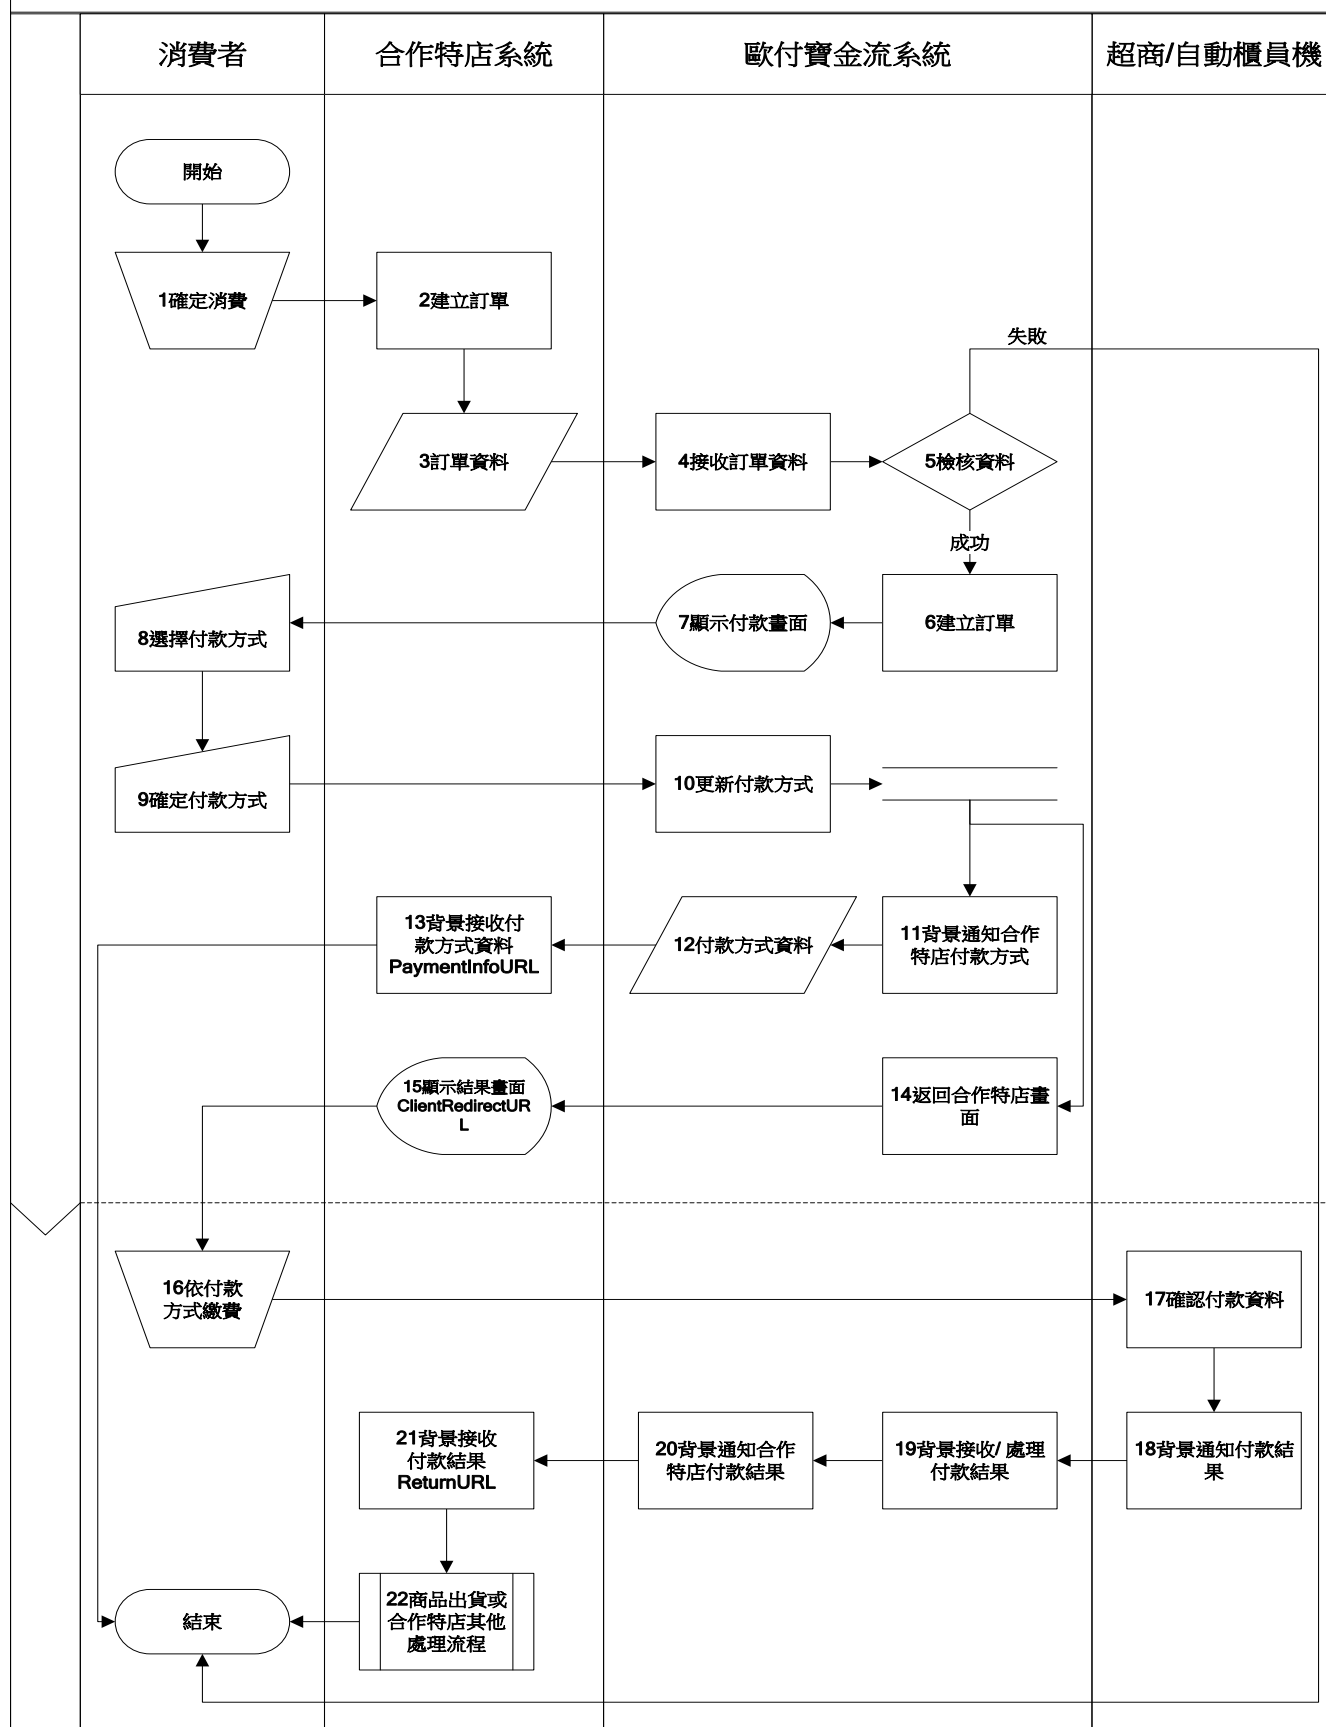 消費者
合作特店系統
歐付寶金流系統
超商/自動櫃員機
開始
1確定消費
2建立訂單
失敗
3訂單資料
4接收訂單資料
5檢核資料
成功
8選擇付款方式
7顯示付款畫面
6建立訂單
9確定付款方式
10更新付款方式
13背景接收付
款方式資料
PaymentInfoURL
12付款方式資料
11背景通知合作
特店付款方式
15顯示結果畫面
ClientRedirectUR
L
14返回合作特店畫
面
16依付款
方式繳費
17確認付款資料
21背景接收
付款結果
ReturnURL
20背景通知合作
特店付款結果
19背景接收/ 處理
付款結果
18背景通知付款結
果
結束
22商品出貨或
合作特店其他
處理流程